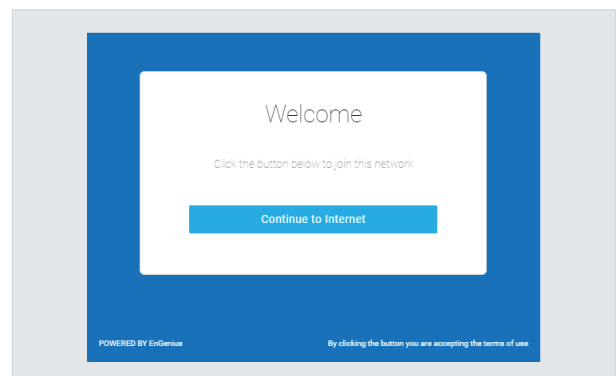 Welcome
Click the button below to join this network
Continue to Internet
POWERED BY EnGenius
By clicking the button you are accepting the terms of use